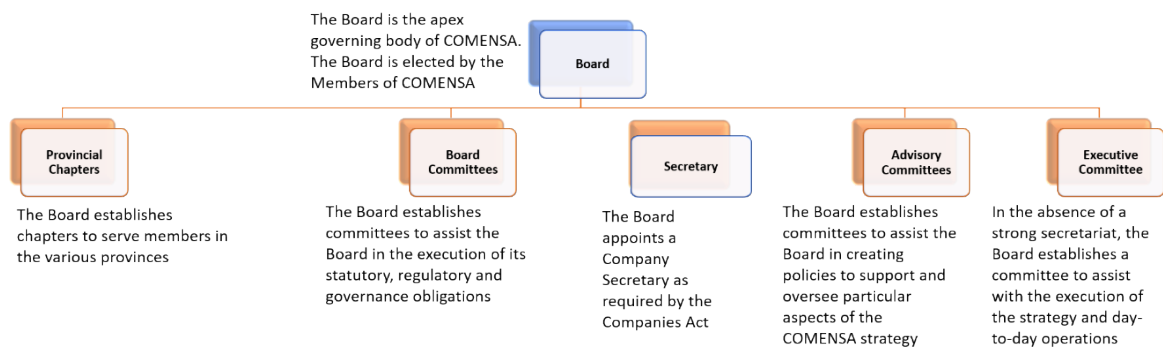 The Board is the apex
governing body of COMENSA.
The Board is elected by the
Members of COMENSA
Board
Provincial
Chapters
The Board establishes
chapters to serve members in
the various provinces
Board
Committees
The Board establishes
committees to assist the
Board in the execution of its
statutory, regulatory and
governance obligations
Secretary
The Board
appoints a
Company
Secretary as
required by the
Companies Act
Advisory
Committees
The Board establishes
committees to assist the
Board in creating
policies to support and
oversee particular
aspects of the
COMENSA strategy
Executive
Committee
In the absence of a
strong secretariat, the
Board establishes a
committee to assist
with the execution of
the strategy and day-
to-day operations